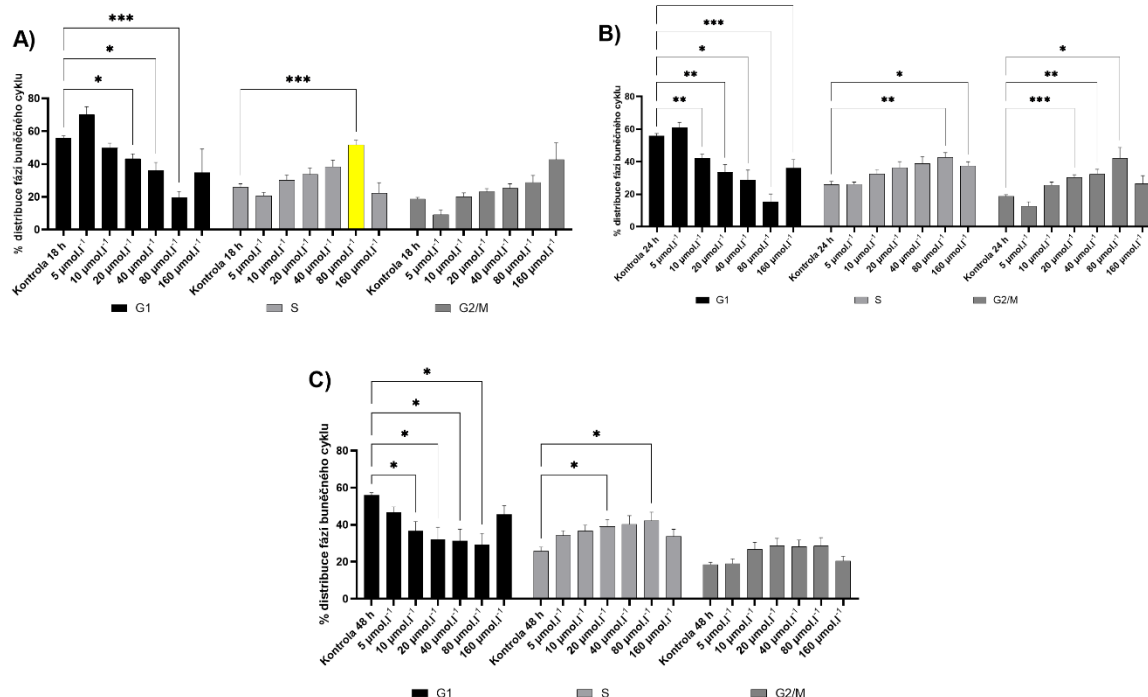 A)
***
*
*
***
% distribuce fázi buněčného cyklu
80
60
40
20
0
Kontrola 18 h
5 µmol.l⁻¹
10 µmol.l⁻¹
20 µmol.l⁻¹
40 µmol.l⁻¹
80 µmol.l⁻¹
160 µmol.l⁻¹
Kontrola 18 h
5 µmol.l⁻¹
10 µmol.l⁻¹
20 µmol.l⁻¹
40 µmol.l⁻¹
80 µmol.l⁻¹
160 µmol.l⁻¹
Kontrola 18 h
5 µmol.l⁻¹
10 µmol.l⁻¹
20 µmol.l⁻¹
40 µmol.l⁻¹
80 µmol.l⁻¹
160 µmol.l⁻¹
G1
S
G2/M
B)
***
*
**
**
*
**
*
**
***
% distribuce fázi buněčného cyklu
80
60
40
20
0
Kontrola 24 h
5 µmol.l⁻¹
10 µmol.l⁻¹
20 µmol.l⁻¹
40 µmol.l⁻¹
80 µmol.l⁻¹
160 µmol.l⁻¹
Kontrola 24 h
5 µmol.l⁻¹
10 µmol.l⁻¹
20 µmol.l⁻¹
40 µmol.l⁻¹
80 µmol.l⁻¹
160 µmol.l⁻¹
Kontrola 24 h
5 µmol.l⁻¹
10 µmol.l⁻¹
20 µmol.l⁻¹
40 µmol.l⁻¹
80 µmol.l⁻¹
160 µmol.l⁻¹
G1
S
G2/M
C)
*
*
*
*
*
*
% distribuce fázi buněčného cyklu
80
60
40
20
0
Kontrola 48 h
5 µmol.l⁻¹
10 µmol.l⁻¹
20 µmol.l⁻¹
40 µmol.l⁻¹
80 µmol.l⁻¹
160 µmol.l⁻¹
Kontrola 48 h
5 µmol.l⁻¹
10 µmol.l⁻¹
20 µmol.l⁻¹
40 µmol.l⁻¹
80 µmol.l⁻¹
160 µmol.l⁻¹
Kontrola 48 h
5 µmol.l⁻¹
10 µmol.l⁻¹
20 µmol.l⁻¹
40 µmol.l⁻¹
80 µmol.l⁻¹
160 µmol.l⁻¹
G1
S
G2/M